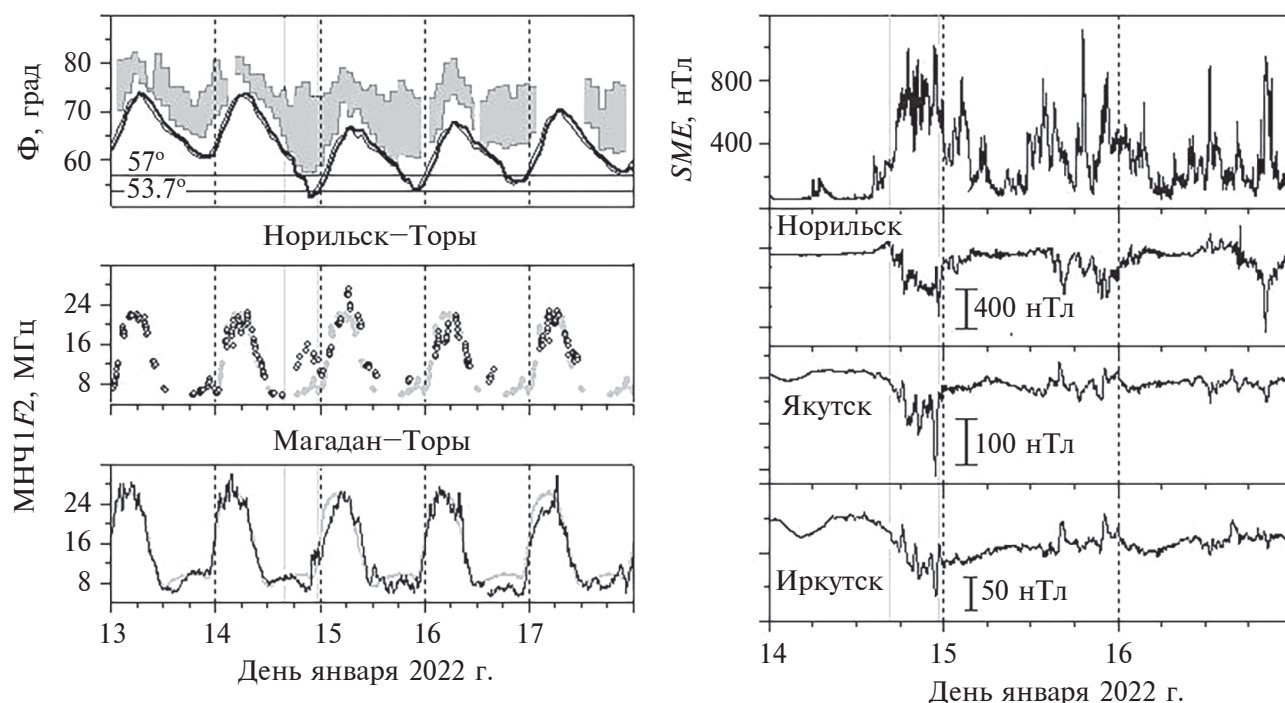 Φ, град
80
70
60
57°
53.7°
Норильск–Торы
МНЧ1F2, МГц
24
16
8
Магадан–Торы
24
16
8
13 14 15 16 17
День января 2022 г.
SME, нТл
800
400
Норильск
400 нТл
Якутск
100 нТл
Иркутск
50 нТл
14 15 16
День января 2022 г.